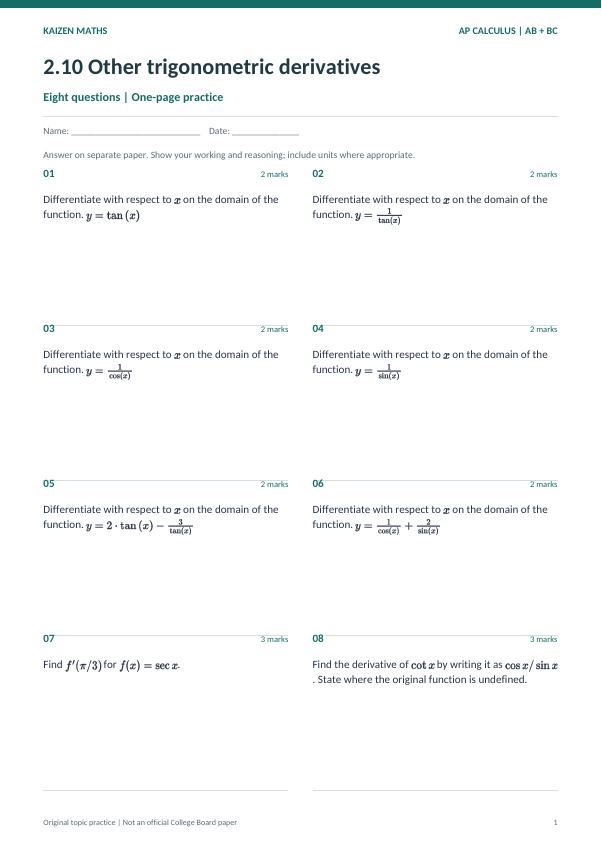 KAIZEN MATHS
AP CALCULUS | AB + BC
2.10 Other trigonometric derivatives
Eight questions | One-page practice
Name: ____________________________ Date: ______________
Answer on separate paper. Show your working and reasoning; include units where appropriate.
01 2 marks
Differentiate with respect to x on the domain of the
function. y = tan (x)
02 2 marks
Differentiate with respect to x on the domain of the
function. y = 1/tan(x)
03 2 marks
Differentiate with respect to x on the domain of the
function. y = 1/cos(x)
04 2 marks
Differentiate with respect to x on the domain of the
function. y = 1/sin(x)
05 2 marks
Differentiate with respect to x on the domain of the
function. y = 2 · tan (x) − 3/tan(x)
06 2 marks
Differentiate with respect to x on the domain of the
function. y = 1/cos(x) + 2/sin(x)
07 3 marks
Find f′(π/3) for f(x) = sec x.
08 3 marks
Find the derivative of cot x by writing it as cos x/ sin x
. State where the original function is undefined.
Original topic practice | Not an official College Board paper
1